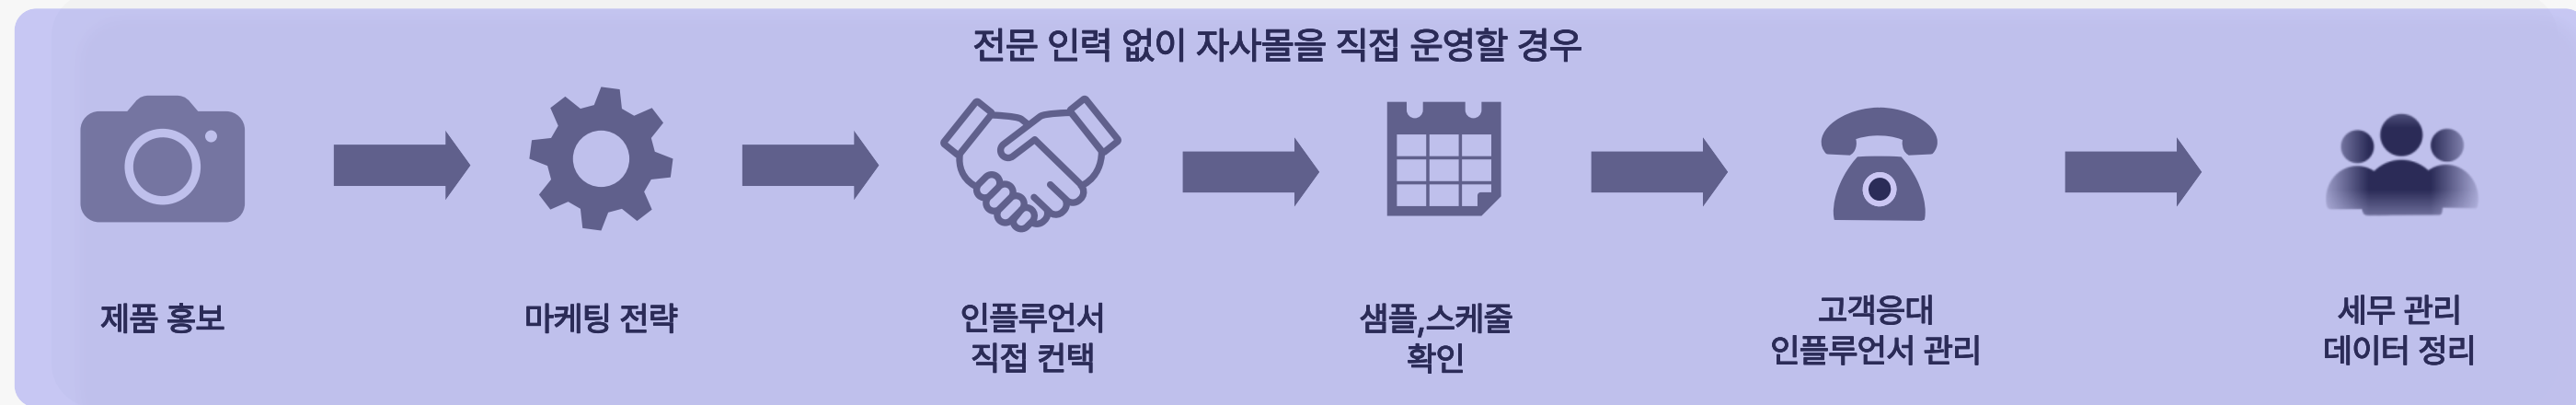 전문 인력 없이 자사몰을 직접 운영할 경우
제품 홍보
마케팅 전략
인플루언서
직접 컨택
샘플,스케줄
확인
고객응대
인플루언서 관리
세무 관리
데이터 정리